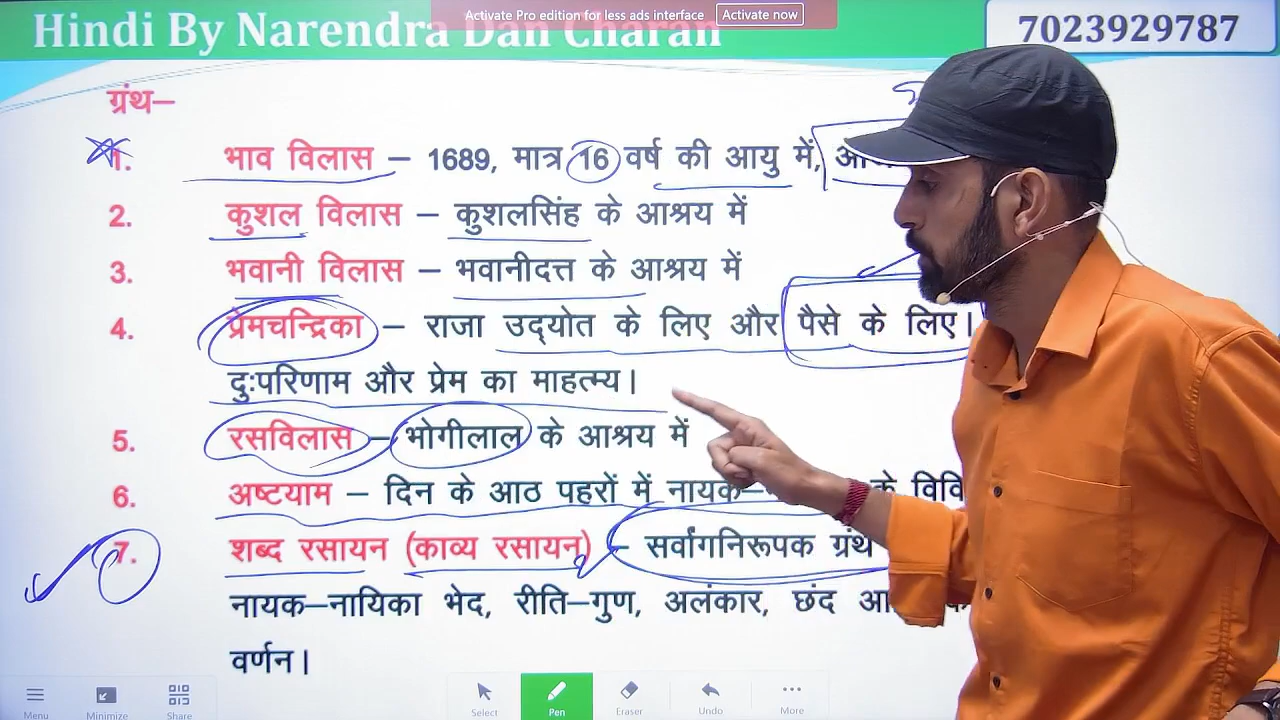 Activate Pro edition for less ads interface Activate now
Hindi By Narendra Dan Charan 7023929787
ग्रंथ–
1. भाव विलास – 1689, मात्र 16 वर्ष की आयु में,
2. कुशल विलास – कुशलसिंह के आश्रय में
3. भवानी विलास – भवानीदत्त के आश्रय में
4. प्रेमचन्द्रिका – राजा उद्योत के लिए और पैसे के लिए।
दुःपरिणाम और प्रेम का माहत्म्य।
5. रसविलास – भोगीलाल के आश्रय में
6. अष्टयाम – दिन के आठ पहरों में नायक– के
7. शब्द रसायन (काव्य रसायन) – सर्वांगनिरूपक ग्रंथ
नायक–नायिका भेद, रीति–गुण, अलंकार, छंद
वर्णन।
Menu Minimize Share Select Pen Eraser Undo More